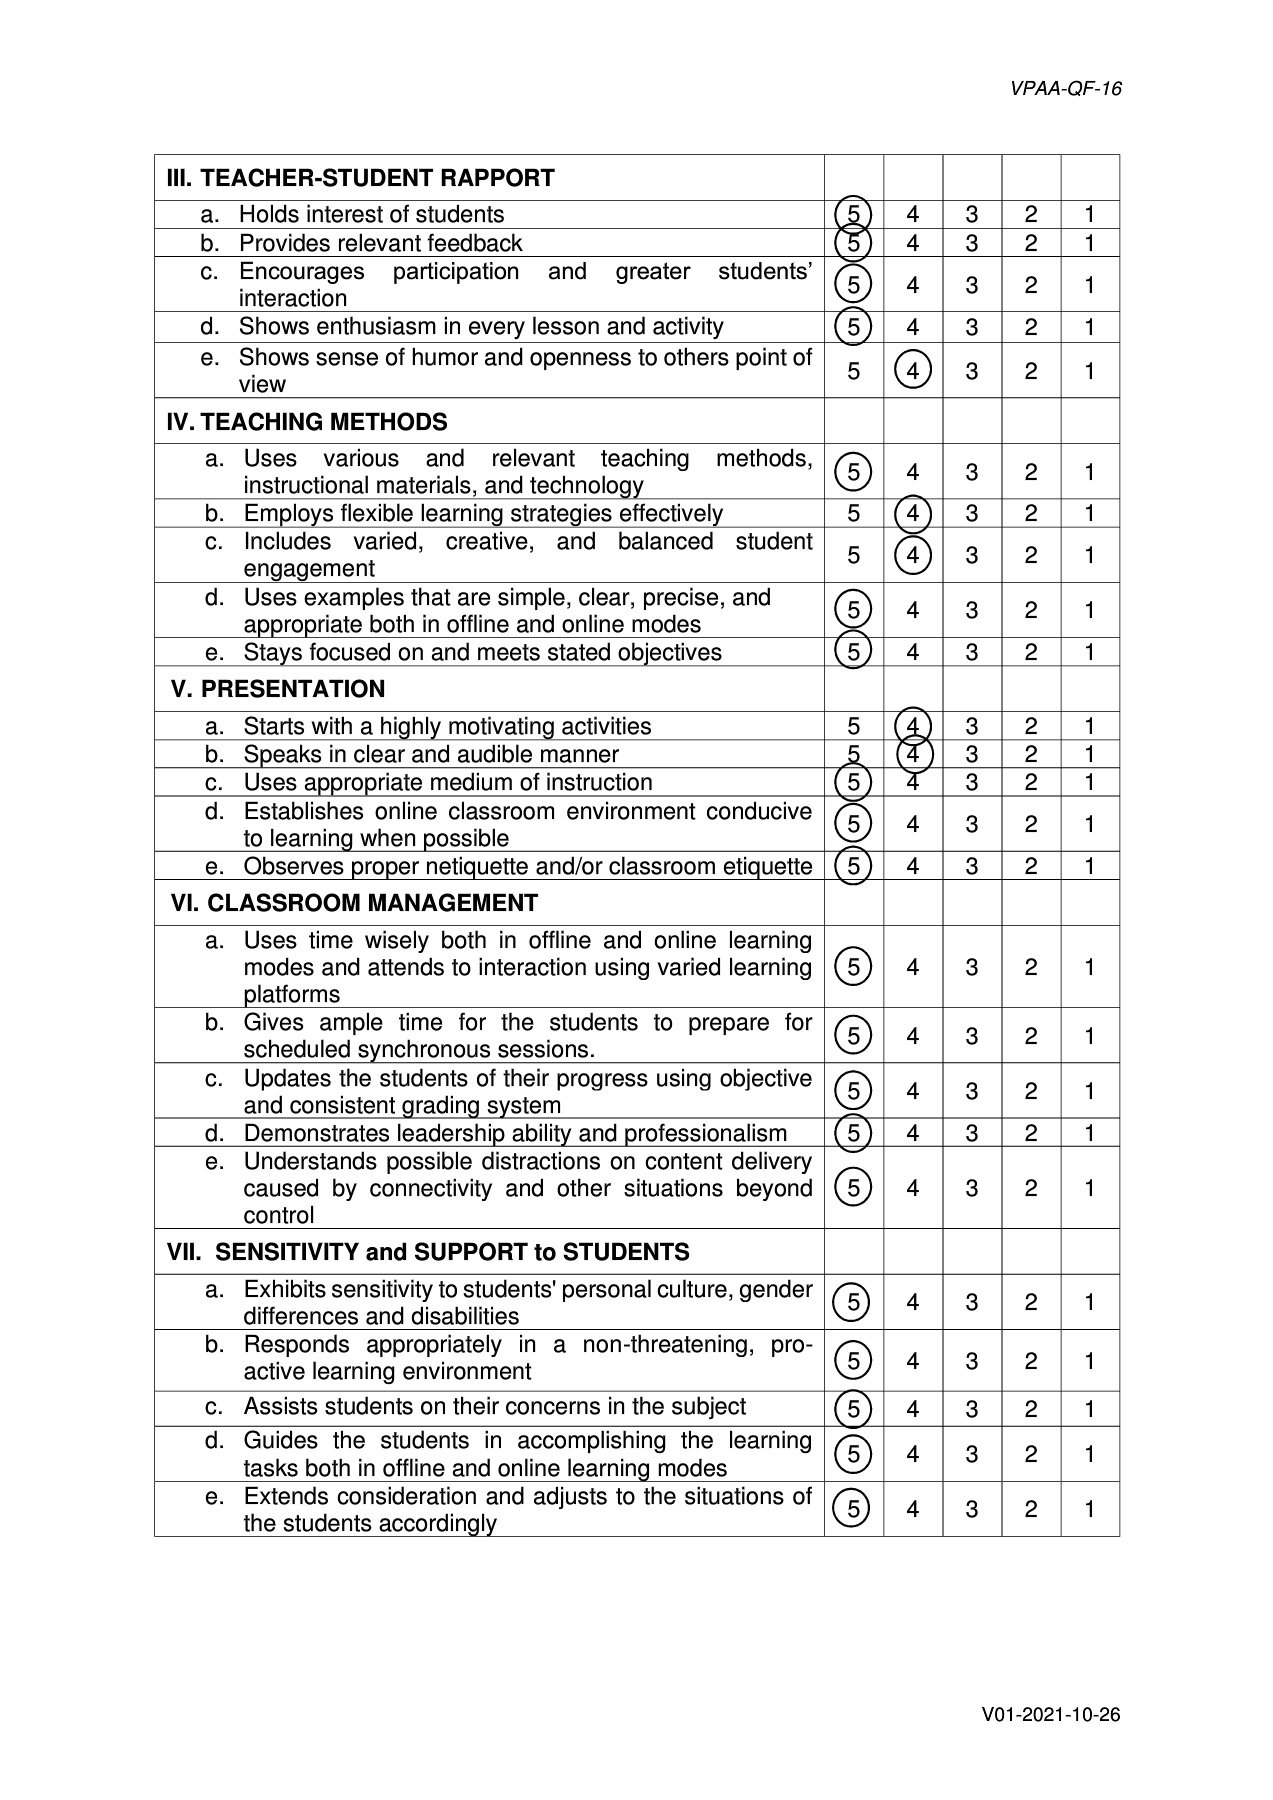 VPAA-QF-16
III. TEACHER-STUDENT RAPPORT
a. Holds interest of students 5 4 3 2 1
b. Provides relevant feedback 5 4 3 2 1
c. Encourages participation and greater students’
interaction 5 4 3 2 1
d. Shows enthusiasm in every lesson and activity 5 4 3 2 1
e. Shows sense of humor and openness to others point of
view 5 4 3 2 1
IV. TEACHING METHODS
a. Uses various and relevant teaching methods,
instructional materials, and technology 5 4 3 2 1
b. Employs flexible learning strategies effectively 5 4 3 2 1
c. Includes varied, creative, and balanced student
engagement 5 4 3 2 1
d. Uses examples that are simple, clear, precise, and
appropriate both in offline and online modes 5 4 3 2 1
e. Stays focused on and meets stated objectives 5 4 3 2 1
V. PRESENTATION
a. Starts with a highly motivating activities 5 4 3 2 1
b. Speaks in clear and audible manner 5 4 3 2 1
c. Uses appropriate medium of instruction 5 4 3 2 1
d. Establishes online classroom environment conducive
to learning when possible 5 4 3 2 1
e. Observes proper netiquette and/or classroom etiquette 5 4 3 2 1
VI. CLASSROOM MANAGEMENT
a. Uses time wisely both in offline and online learning
modes and attends to interaction using varied learning 5 4 3 2 1
platforms
b. Gives ample time for the students to prepare for
scheduled synchronous sessions. 5 4 3 2 1
c. Updates the students of their progress using objective
and consistent grading system 5 4 3 2 1
d. Demonstrates leadership ability and professionalism 5 4 3 2 1
e. Understands possible distractions on content delivery
caused by connectivity and other situations beyond 5 4 3 2 1
control
VII. SENSITIVITY and SUPPORT to STUDENTS
a. Exhibits sensitivity to students' personal culture, gender
differences and disabilities 5 4 3 2 1
b. Responds appropriately in a non-threatening, pro-
active learning environment 5 4 3 2 1
c. Assists students on their concerns in the subject 5 4 3 2 1
d. Guides the students in accomplishing the learning
tasks both in offline and online learning modes 5 4 3 2 1
e. Extends consideration and adjusts to the situations of
the students accordingly 5 4 3 2 1
V01-2021-10-26